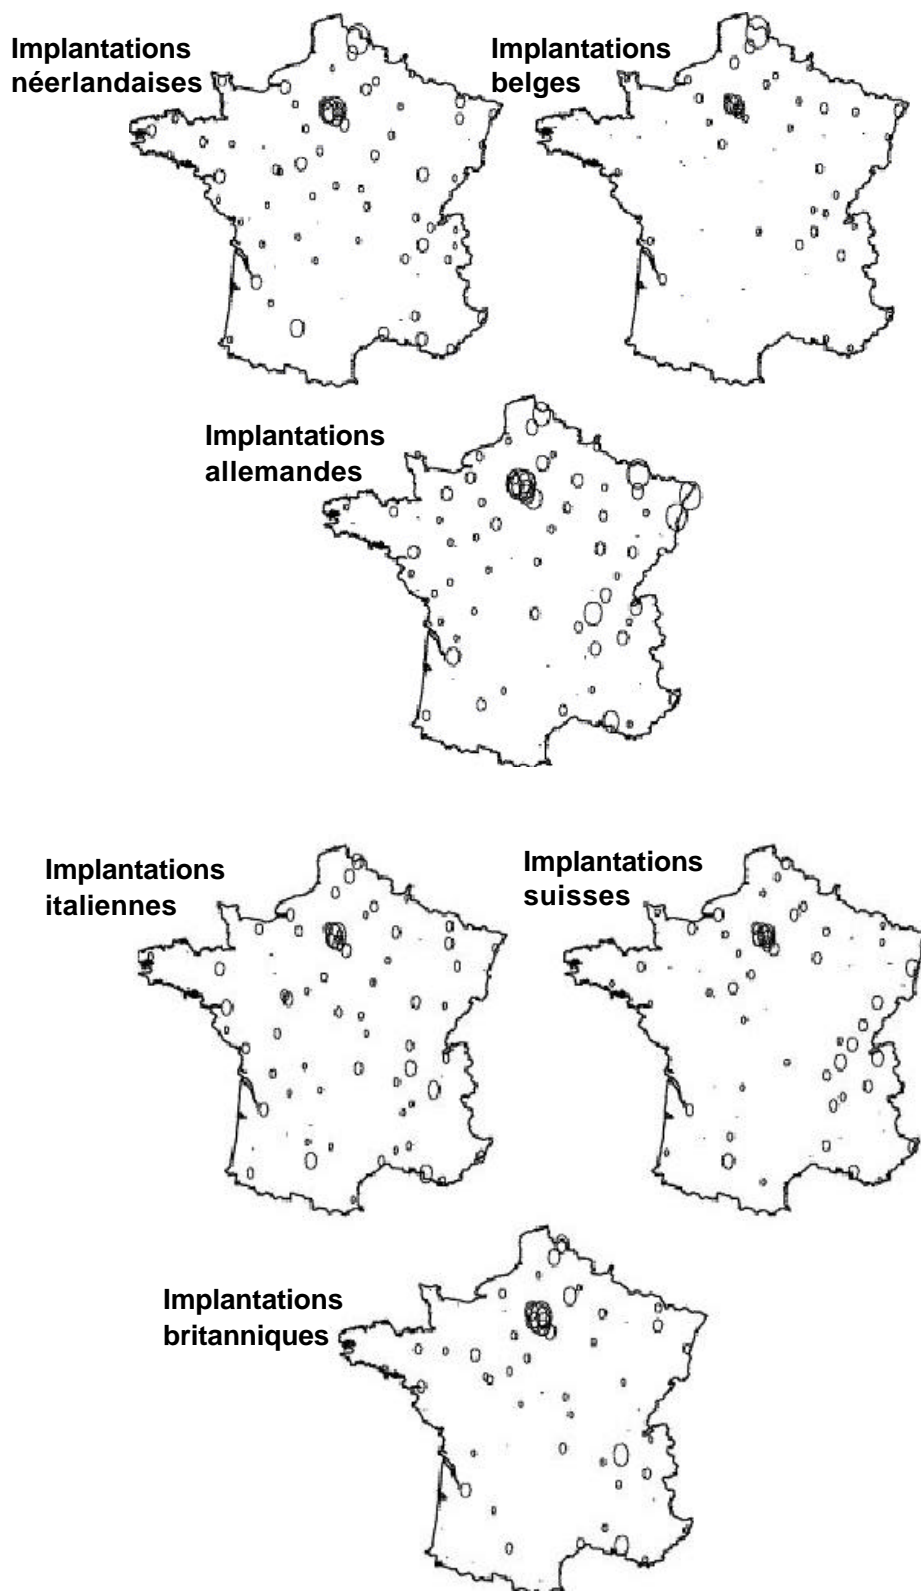 Implantations
néerlandaises
Implantations
belges
Implantations
allemandes
Implantations
italiennes
Implantations
suisses
Implantations
britanniques